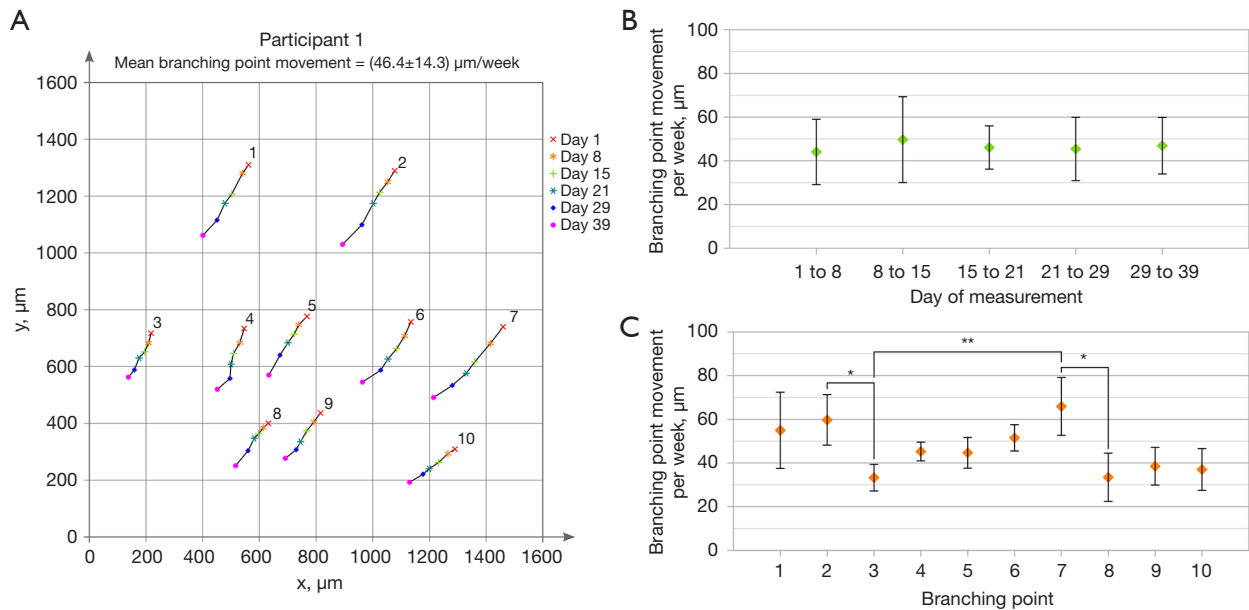 A
Participant 1
Mean branching point movement = (46.4±14.3) µm/week
1600
1400
1200
1000
800
600
400
200
0
y, µm
0 200 400 600 800 1000 1200 1400 1600
x, µm
1
2
3
4
5
6
7
8
9
10
Day 1
Day 8
Day 15
Day 21
Day 29
Day 39
B
Branching point movement
per week, µm
100
80
60
40
20
0
1 to 8 8 to 15 15 to 21 21 to 29 29 to 39
Day of measurement
C
Branching point movement
per week, µm
100
80
60
40
20
0
*
**
*
1 2 3 4 5 6 7 8 9 10
Branching point